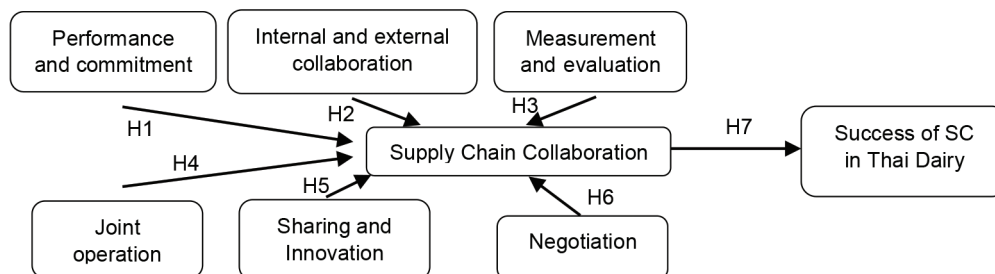 Performance
and commitment
Internal and external
collaboration
Measurement
and evaluation
H1
H2
H3
H7
Supply Chain Collaboration
Success of SC
in Thai Dairy
H4
H5
H6
Joint
operation
Sharing and
Innovation
Negotiation